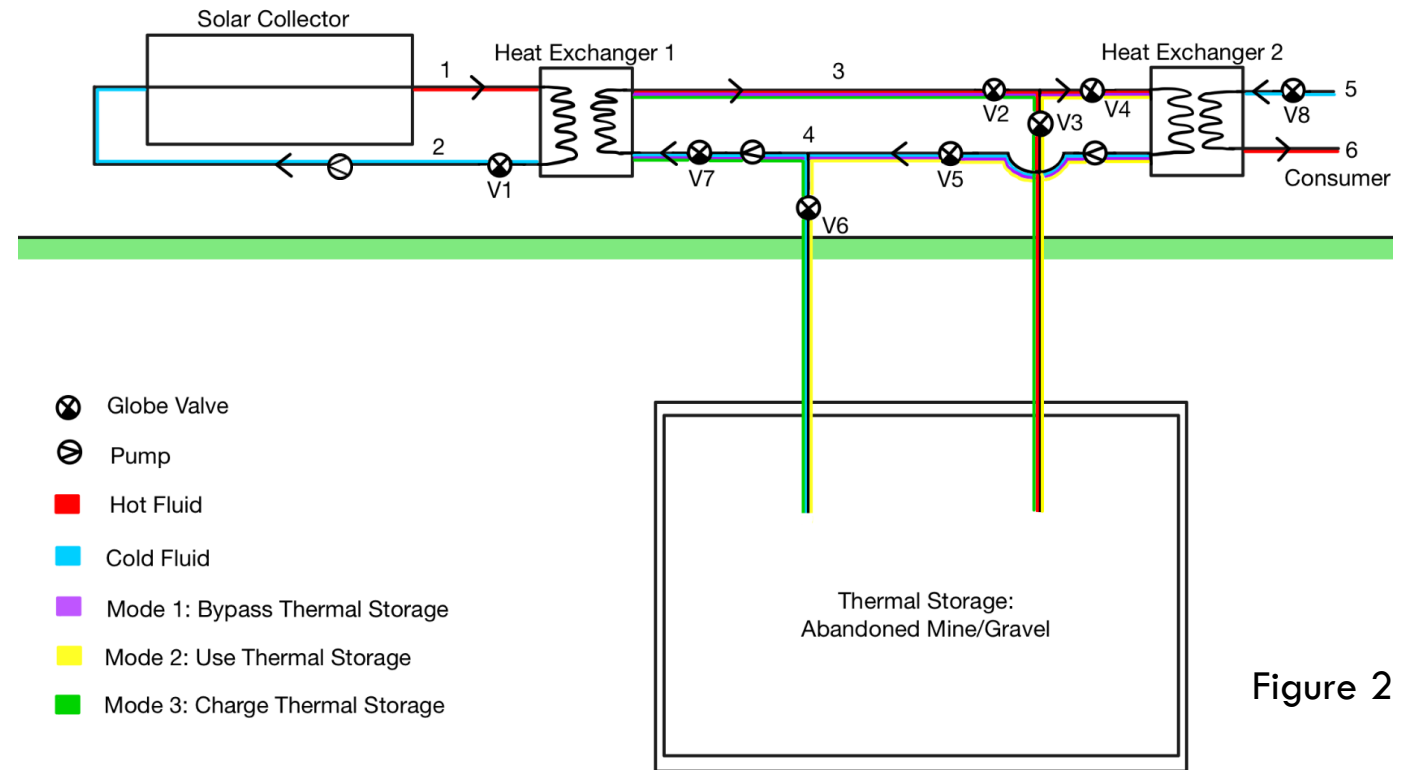 Solar Collector
Heat Exchanger 1
Heat Exchanger 2
1
3
5
V2
V4
V3
V8
2
4
6
V1
V7
V5
Consumer
V6
Globe Valve
Pump
Hot Fluid
Cold Fluid
Mode 1: Bypass Thermal Storage
Mode 2: Use Thermal Storage
Mode 3: Charge Thermal Storage
Thermal Storage:
Abandoned Mine/Gravel
Figure 2